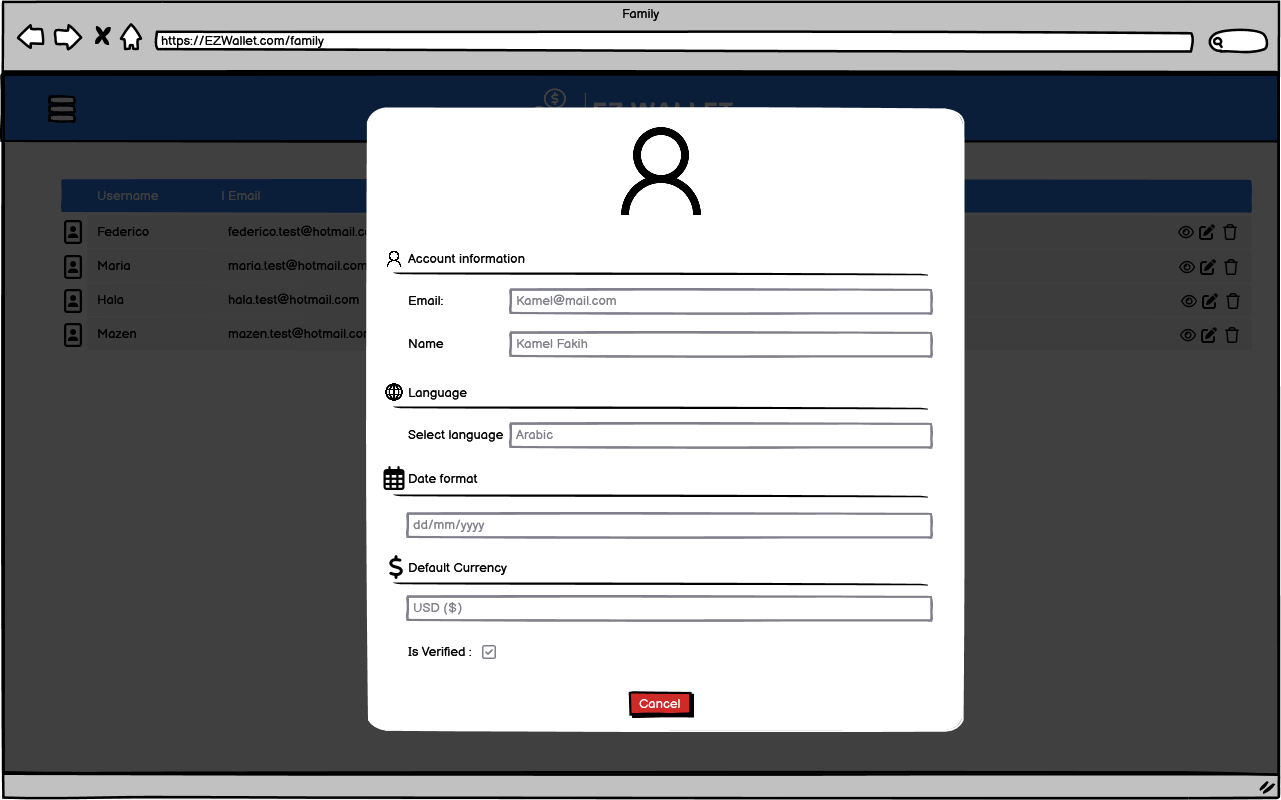 Family
https://EZWallet.com/family
EZ WALLET
Username | Email
Federico federico.test@hotmail.c
Maria maria.test@hotmail.com
Hala hala.test@hotmail.com
Mazen mazen.test@hotmail.co
Account information
Email: Kamel@mail.com
Name Kamel Fakih
Language
Select language Arabic
Date format
dd/mm/yyyy
$ Default Currency
USD ($)
Is Verified :
Cancel